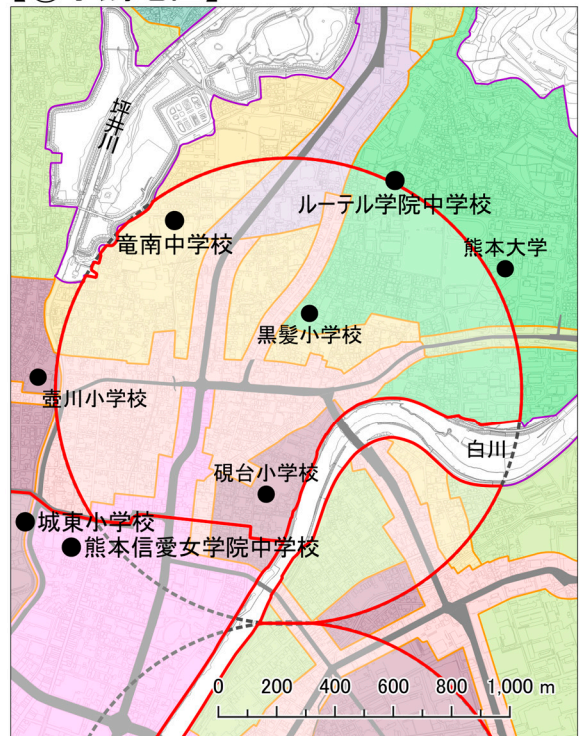 坪井川
ルーテル学院中学校
竜南中学校
熊本大学
黒髪小学校
壺川小学校
白川
硯台小学校
城東小学校
熊本信愛女学院中学校
0 200 400 600 800 1,000 m